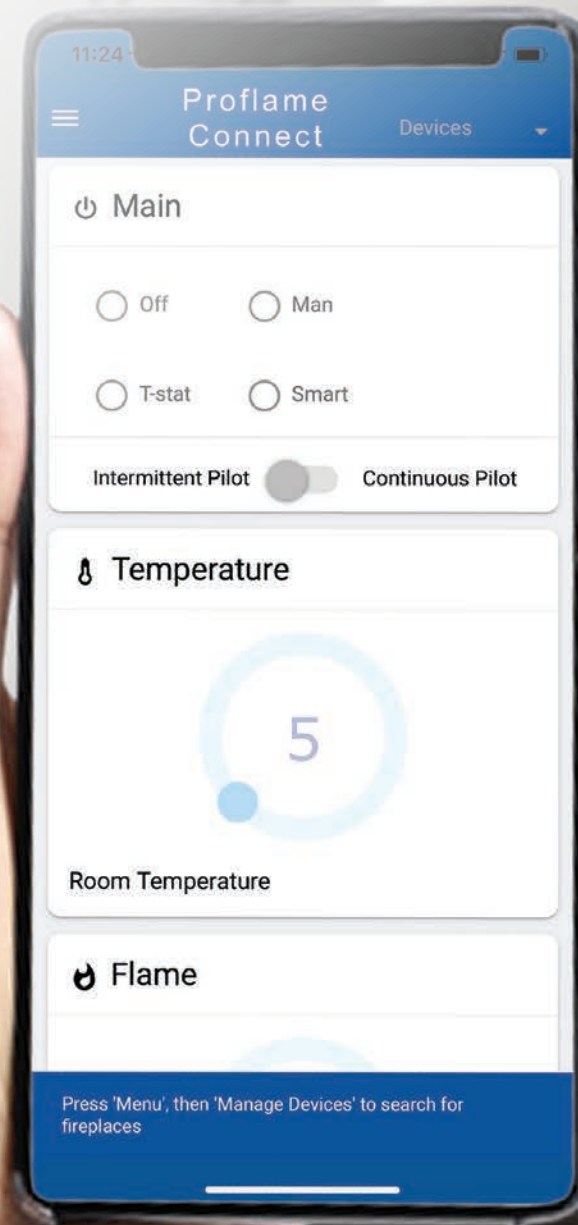 11:24
Proflame
Connect
Devices
Main
Off
Man
T-stat
Smart
Intermittent Pilot
Continuous Pilot
Temperature
5
Room Temperature
Flame
Press 'Menu', then 'Manage Devices' to search for
fireplaces